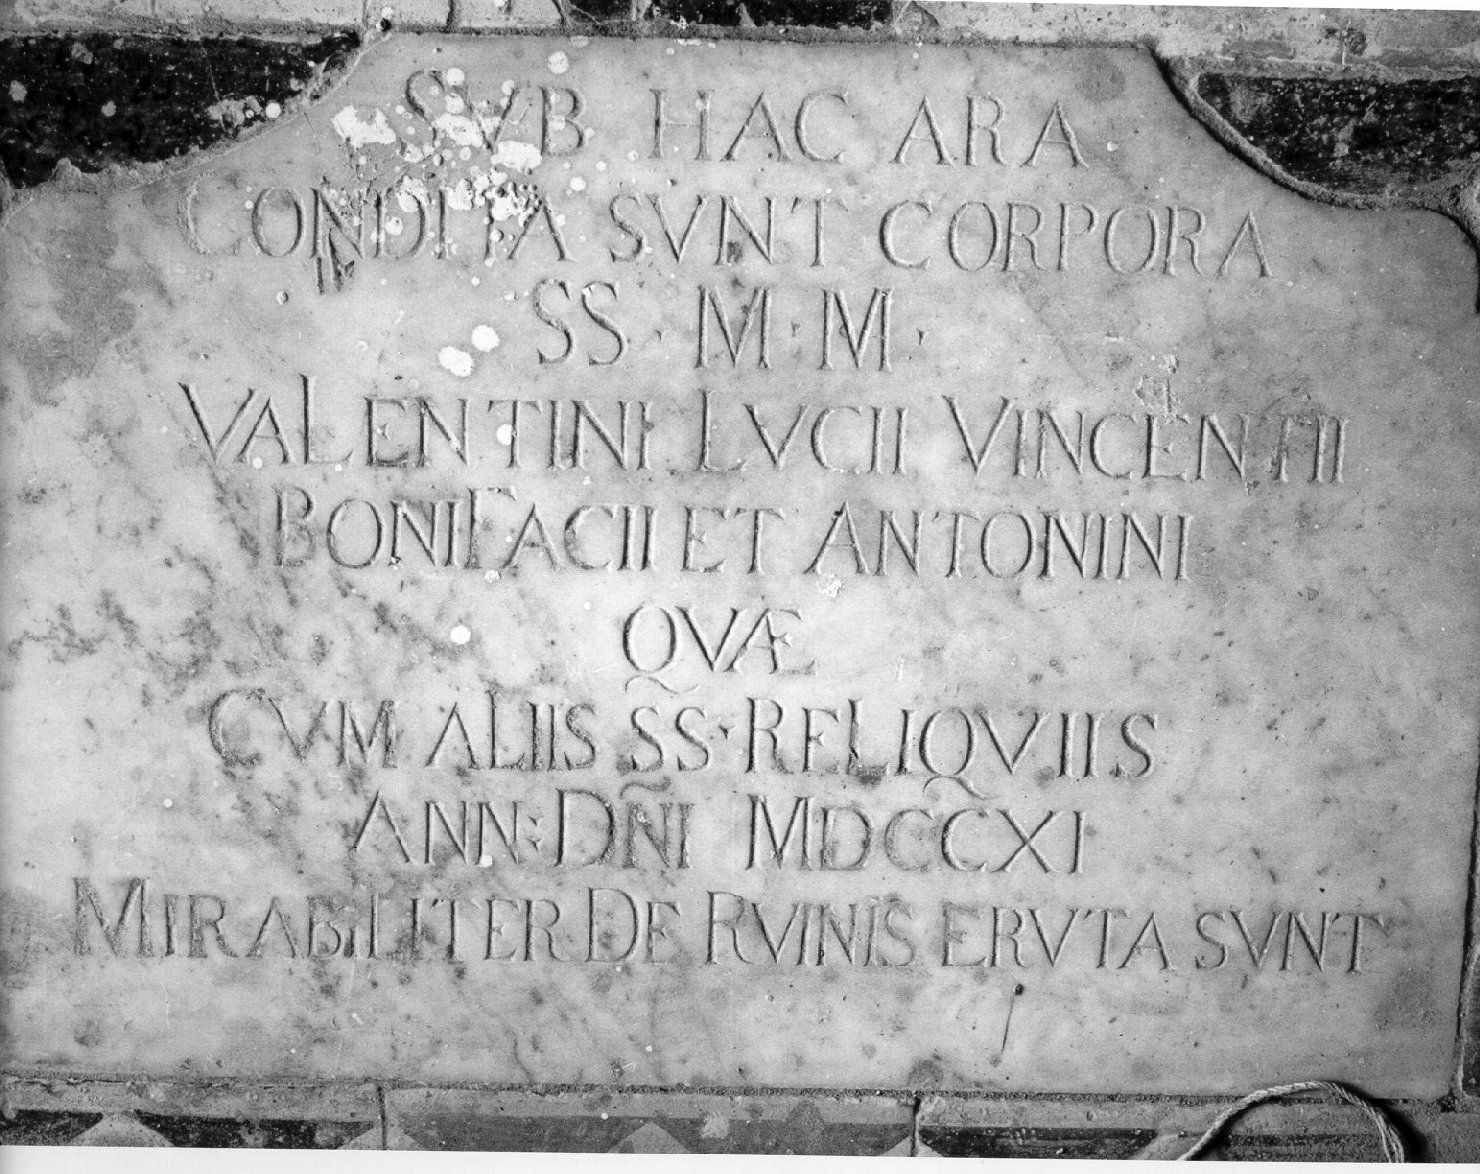 SVB HAC ARA
CONDITA SVNT CORPORA
SS·M·M·
VALENTINI LVCII VINCENTII
BONIFACII ET ANTONINI
QVÆ
CVM ALIIS SS·RELIQVIIS
ANN·DÑI MDCCXI
MIRABILITER DE RVINIS ERVTA SVNT